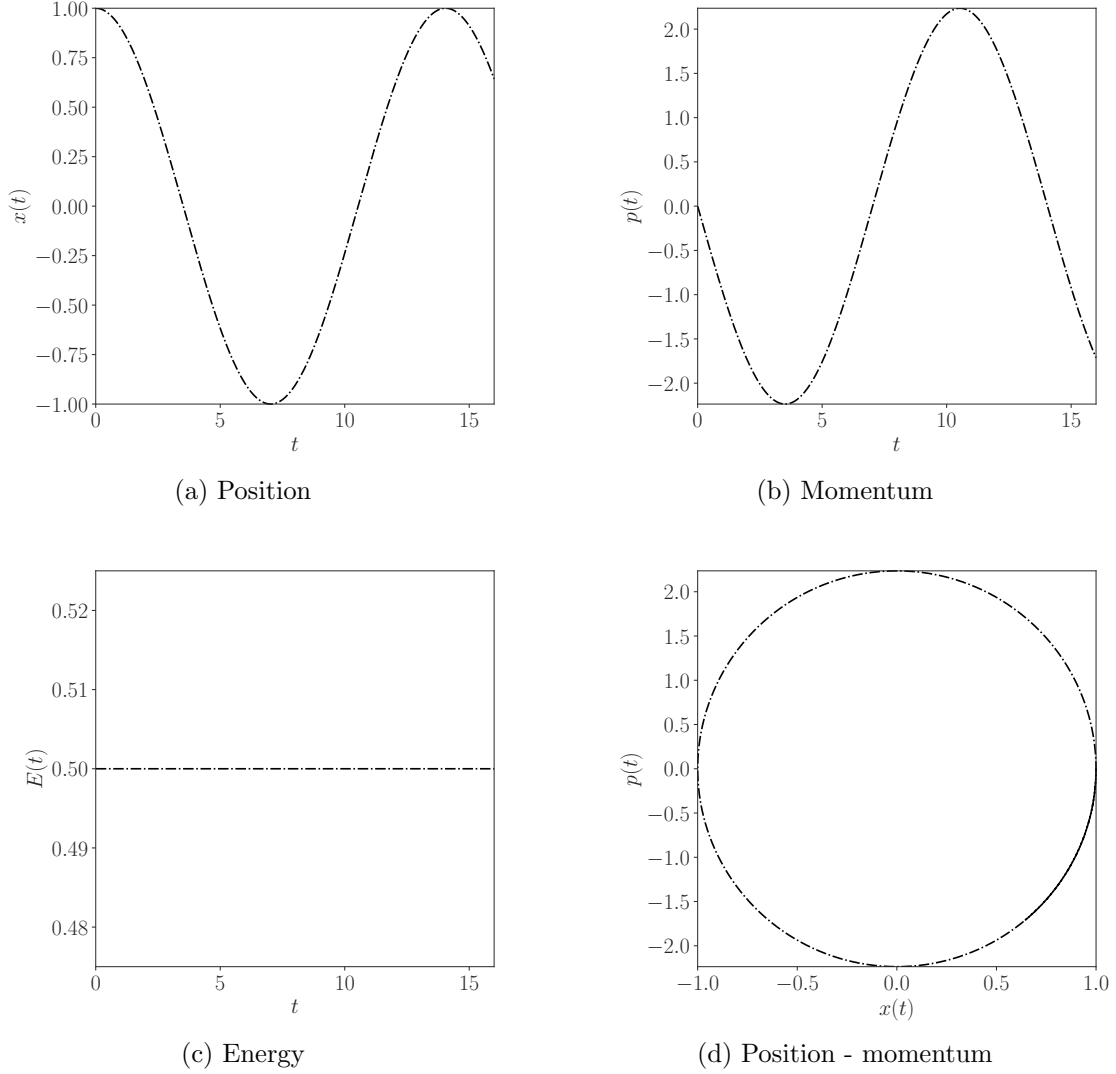 1.00
0.75
0.50
0.25
0.00
−0.25
−0.50
−0.75
−1.00
x(t)
0 5 10 15
t
(a) Position
2.0
1.5
1.0
0.5
0.0
−0.5
−1.0
−1.5
−2.0
p(t)
0 5 10 15
t
(b) Momentum
0.52
0.51
0.50
0.49
0.48
E(t)
0 5 10 15
t
(c) Energy
2.0
1.5
1.0
0.5
0.0
−0.5
−1.0
−1.5
−2.0
p(t)
−1.0 −0.5 0.0 0.5 1.0
x(t)
(d) Position - momentum